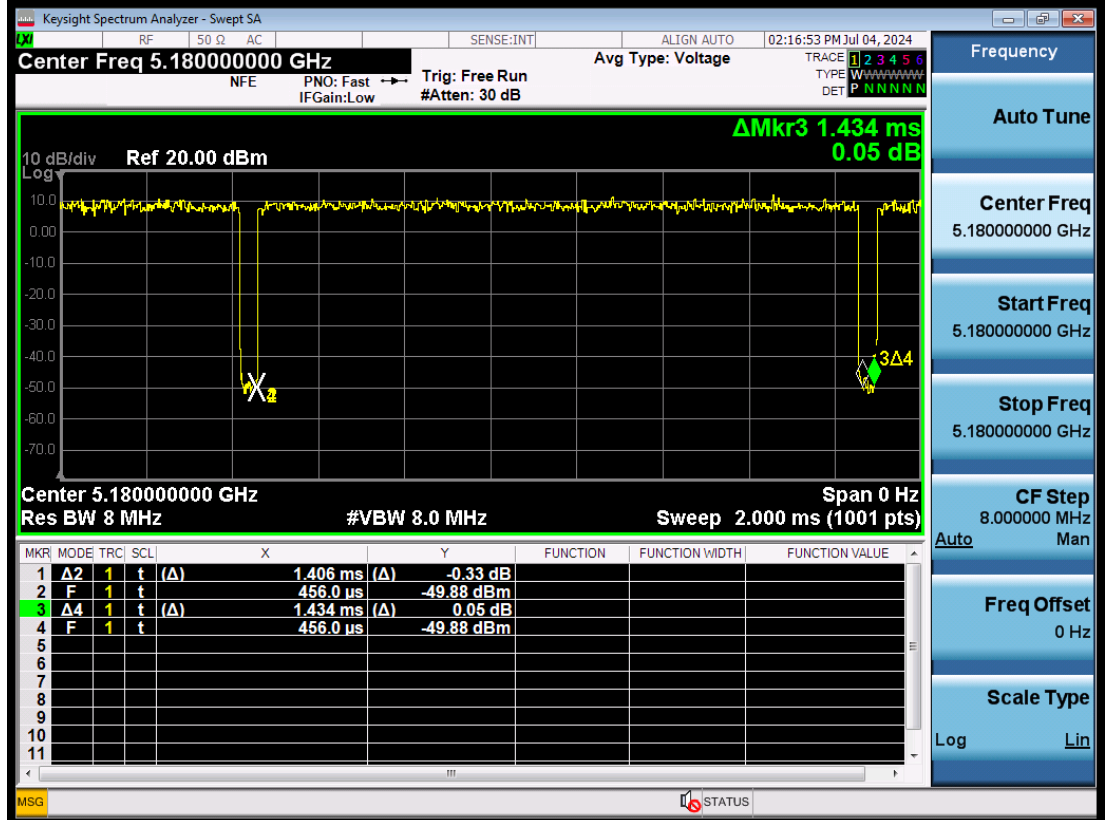 Keysight Spectrum Analyzer - Swept SA
LXI RF 50 Ω AC SENSE:INT ALIGN AUTO 02:16:53 PM Jul 04, 2024
Center Freq 5.180000000 GHz
NFE PNO: Fast Trig: Free Run Avg Type: Voltage TRACE 1 2 3 4 5 6
IFGain:Low #Atten: 30 dB TYPE WWWWWW
DET P N N N N N
ΔMkr3 1.434 ms
0.05 dB
10 dB/div Ref 20.00 dBm
Log
10.0
0.00
-10.0
-20.0
-30.0
-40.0
-50.0
-60.0
-70.0
3Δ4
Center 5.180000000 GHz Span 0 Hz
Res BW 8 MHz #VBW 8.0 MHz Sweep 2.000 ms (1001 pts)
MKR MODE TRC SCL X Y FUNCTION FUNCTION WIDTH FUNCTION VALUE
1 Δ2 1 t (Δ) 1.406 ms (Δ) -0.33 dB
2 F 1 t 456.0 µs -49.88 dBm
3 Δ4 1 t (Δ) 1.434 ms (Δ) 0.05 dB
4 F 1 t 456.0 µs -49.88 dBm
5
6
7
8
9
10
11
MSG STATUS
Frequency
Auto Tune
Center Freq
5.180000000 GHz
Start Freq
5.180000000 GHz
Stop Freq
5.180000000 GHz
CF Step
8.000000 MHz
Auto Man
Freq Offset
0 Hz
Scale Type
Log Lin